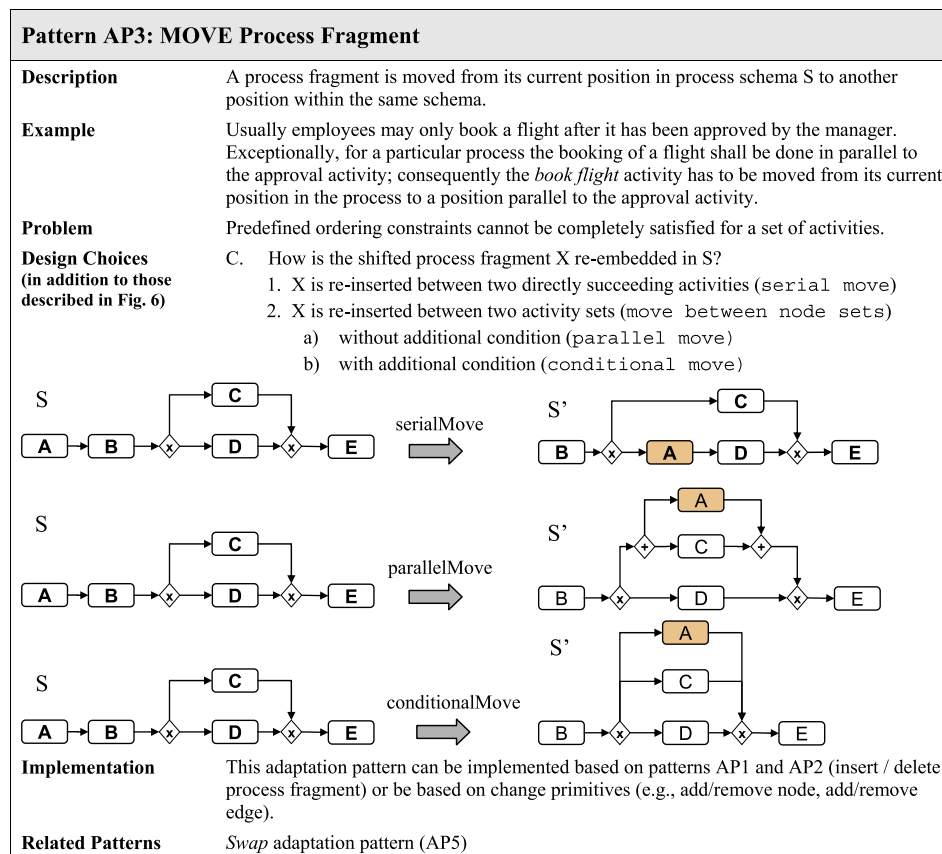 Pattern AP3: MOVE Process Fragment
Description A process fragment is moved from its current position in process schema S to another
position within the same schema.
Example Usually employees may only book a flight after it has been approved by the manager.
Exceptionally, for a particular process the booking of a flight shall be done in parallel to
the approval activity; consequently the book flight activity has to be moved from its current
position in the process to a position parallel to the approval activity.
Problem Predefined ordering constraints cannot be completely satisfied for a set of activities.
Design Choices C. How is the shifted process fragment X re-embedded in S?
(in addition to those 1. X is re-inserted between two directly succeeding activities (serial move)
described in Fig. 6) 2. X is re-inserted between two activity sets (move between node sets)
a) without additional condition (parallel move)
b) with additional condition (conditional move)
S C serialMove S’ C
A B x D x E B x A D x E
S C parallelMove S’ A
+ C +
A B x D x E B x D x E
S C conditionalMove S’ A
C
A B x D x E B x D x E
Implementation This adaptation pattern can be implemented based on patterns AP1 and AP2 (insert / delete
process fragment) or be based on change primitives (e.g., add/remove node, add/remove
edge).
Related Patterns Swap adaptation pattern (AP5)